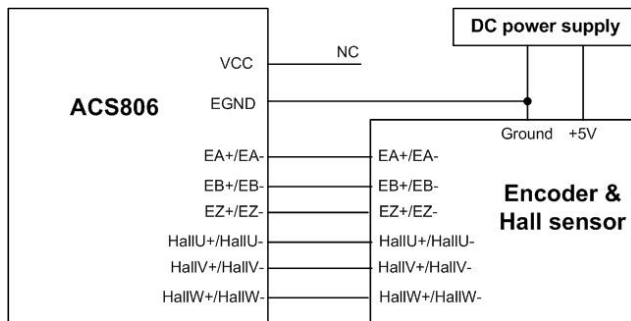 DC power supply
VCC
NC
ACS806
EGND
Ground +5V
EA+/EA- EA+/EA-
EB+/EB- EB+/EB-
Encoder &
Hall sensor
EZ+/EZ- EZ+/EZ-
HallU+/HallU- HallU+/HallU-
HallV+/HallV- HallV+/HallV-
HallW+/HallW- HallW+/HallW-